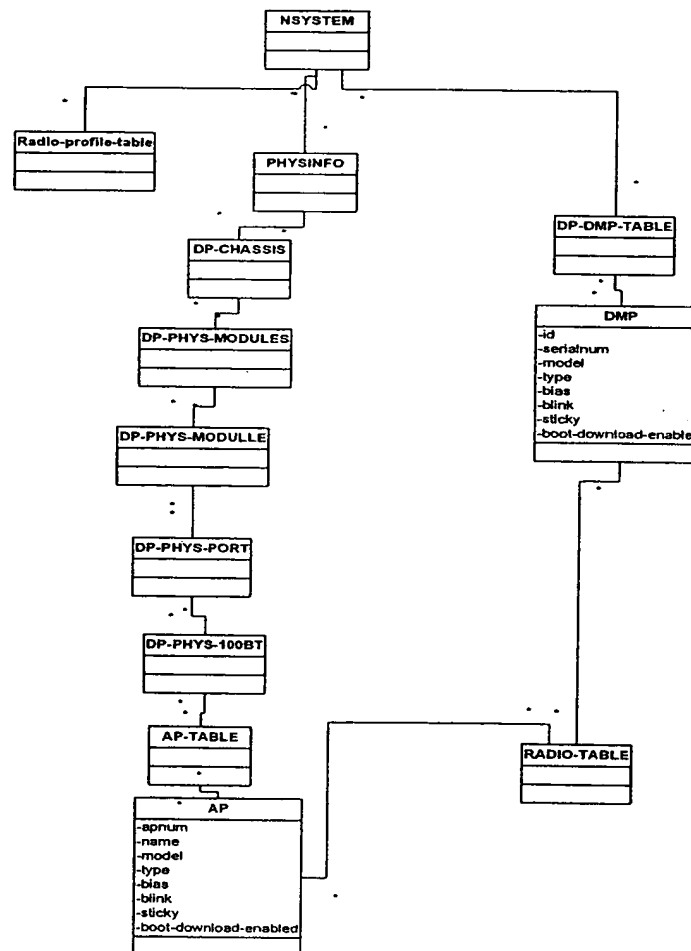 NSYSTEM
Radio-profile-table
PHYSINFO
DP-CHASSIS
DP-DMP-TABLE
DMP
-id
-serialnum
-model
-type
-bias
-blink
-sticky
-boot-download-enable
DP-PHYS-MODULES
DP-PHYS-MODULLE
DP-PHYS-PORT
DP-PHYS-100BT
AP-TABLE
RADIO-TABLE
AP
-apnum
-name
-model
-type
-bias
-blink
-sticky
-boot-download-enabled